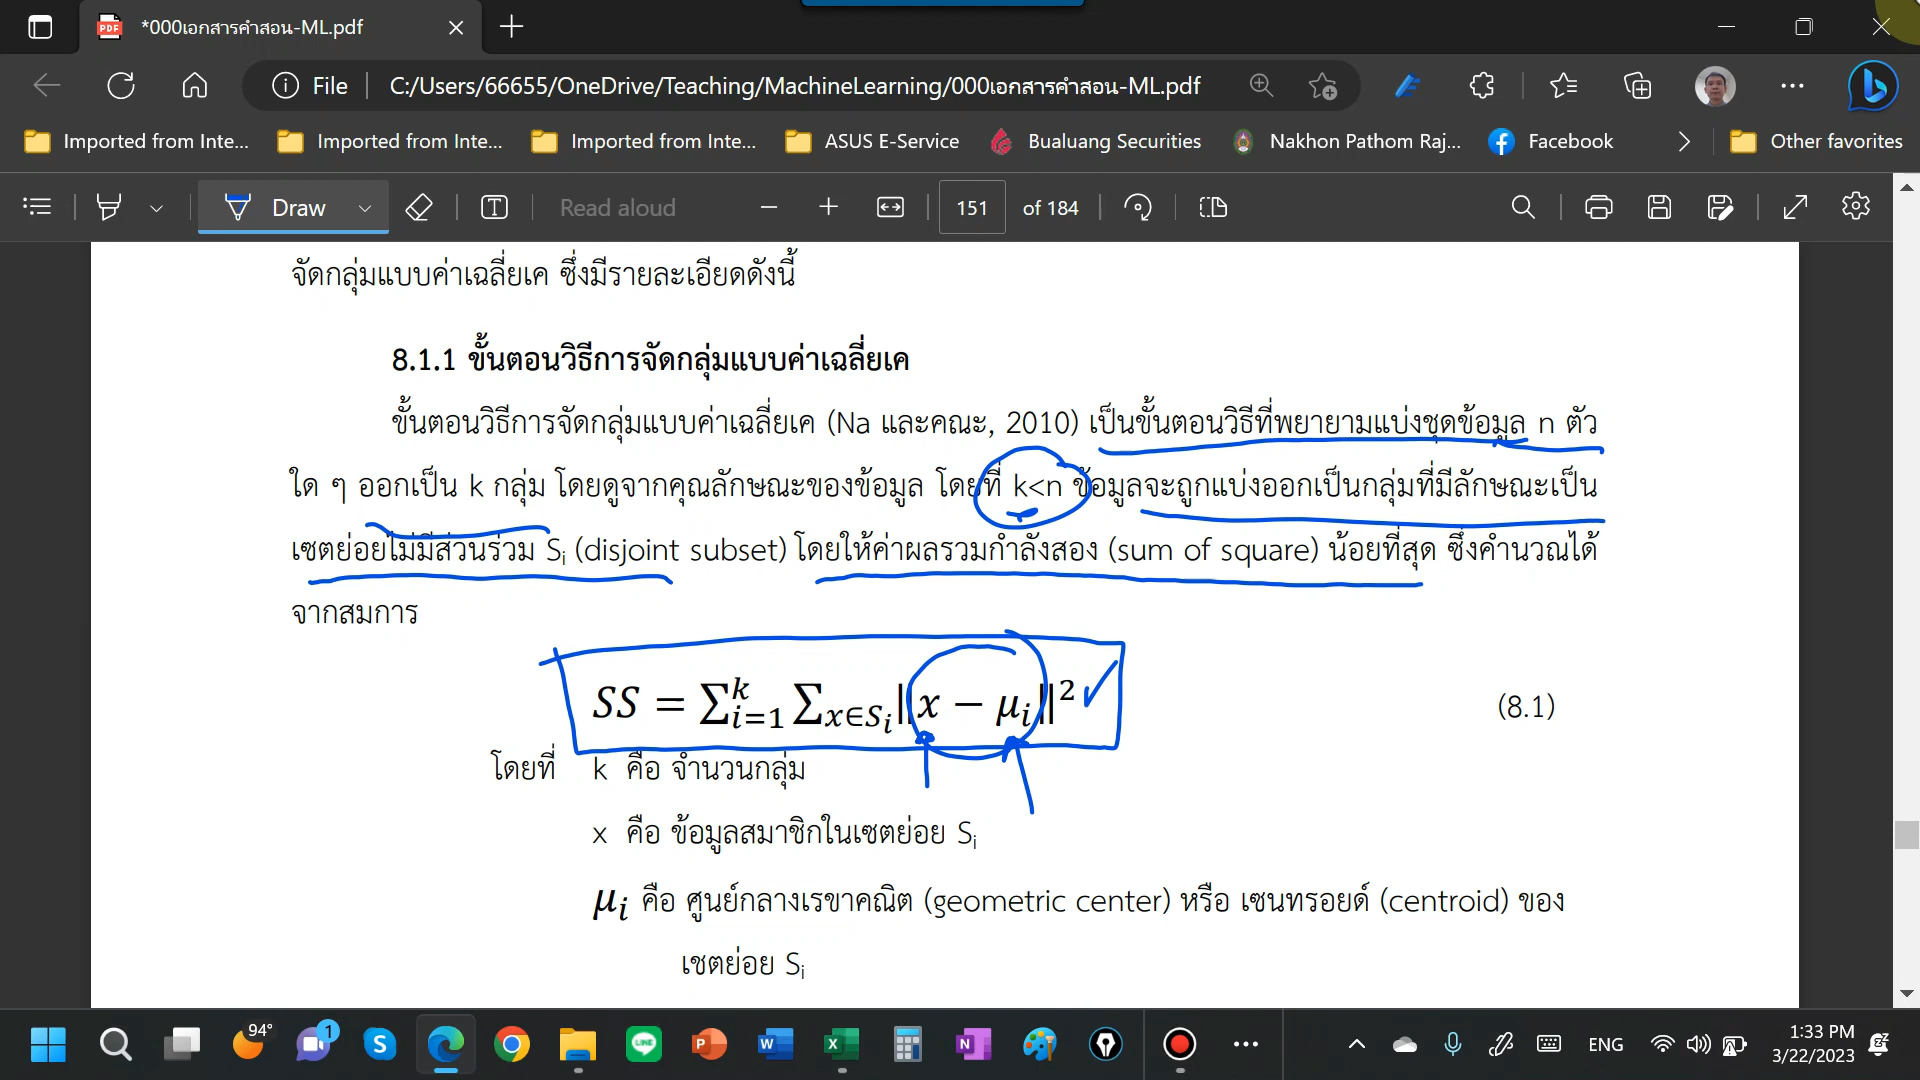 *000เอกสารคำสอน-ML.pdf
File C:/Users/66655/OneDrive/Teaching/MachineLearning/000เอกสารคำสอน-ML.pdf
Imported from Inte... Imported from Inte... Imported from Inte... ASUS E-Service Bualuang Securities Nakhon Pathom Raj... Facebook Other favorites
Draw Read aloud 151 of 184
จัดกลุ่มแบบค่าเฉลี่ยเค ซึ่งมีรายละเอียดดังนี้
8.1.1 ขั้นตอนวิธีการจัดกลุ่มแบบค่าเฉลี่ยเค
ขั้นตอนวิธีการจัดกลุ่มแบบค่าเฉลี่ยเค (Na และคณะ, 2010) เป็นขั้นตอนวิธีที่พยายามแบ่งชุดข้อมูล n ตัว
ใด ๆ ออกเป็น k กลุ่ม โดยดูจากคุณลักษณะของข้อมูล โดยที่ k<n ข้อมูลจะถูกแบ่งออกเป็นกลุ่มที่มีลักษณะเป็น
เซตย่อยไม่มีส่วนร่วม Sᵢ (disjoint subset) โดยให้ค่าผลรวมกำลังสอง (sum of square) น้อยที่สุด ซึ่งคำนวณได้
จากสมการ
SS = ∑ᵢ₌₁ᵏ ∑ₓ∈Sᵢ ‖x − μᵢ‖² (8.1)
โดยที่ k คือ จำนวนกลุ่ม
x คือ ข้อมูลสมาชิกในเซตย่อย Sᵢ
μᵢ คือ ศูนย์กลางเรขาคณิต (geometric center) หรือ เซนทรอยด์ (centroid) ของ
เซตย่อย Sᵢ
94° 1 ENG 1:33 PM
3/22/2023